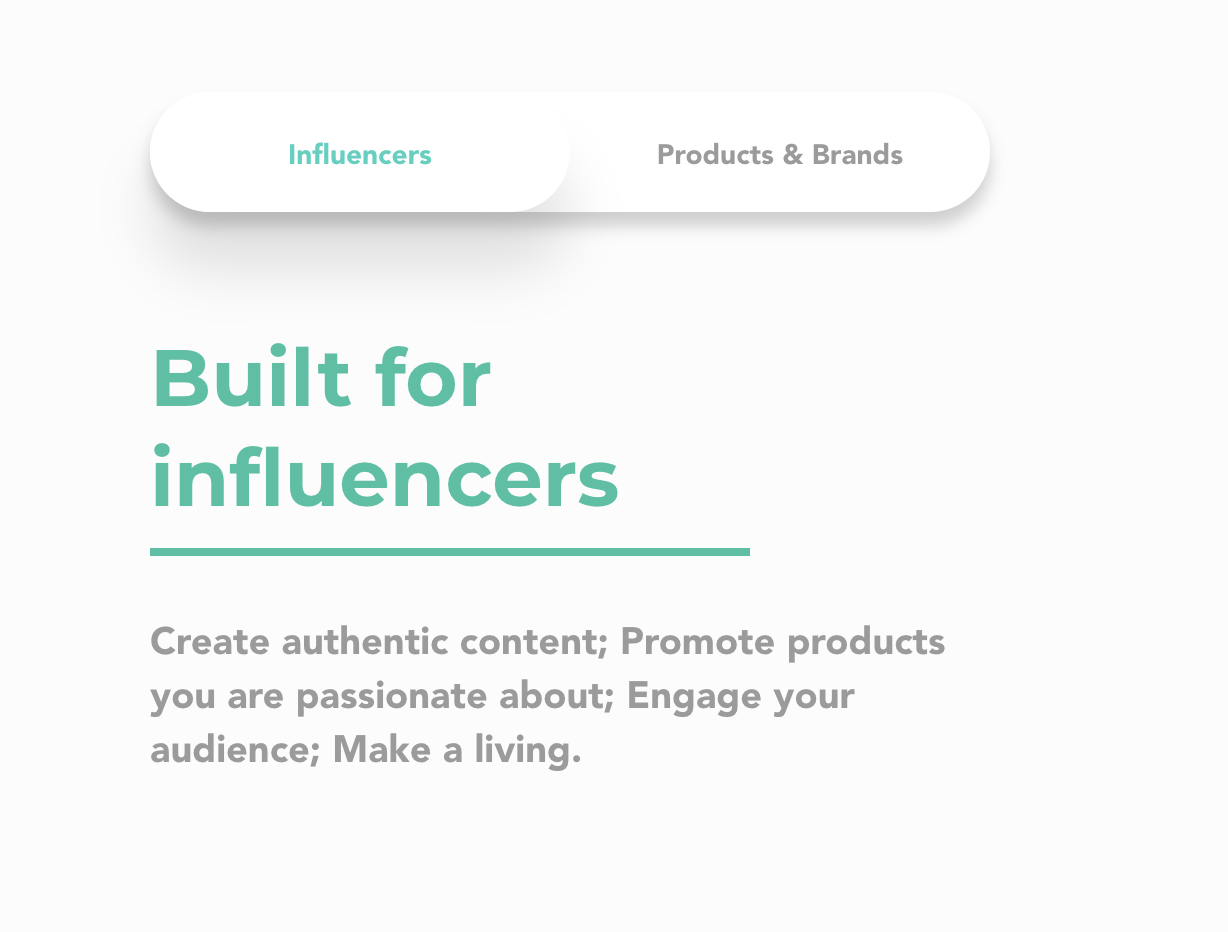 Influencers
Products & Brands
Built for
influencers
Create authentic content; Promote products
you are passionate about; Engage your
audience; Make a living.